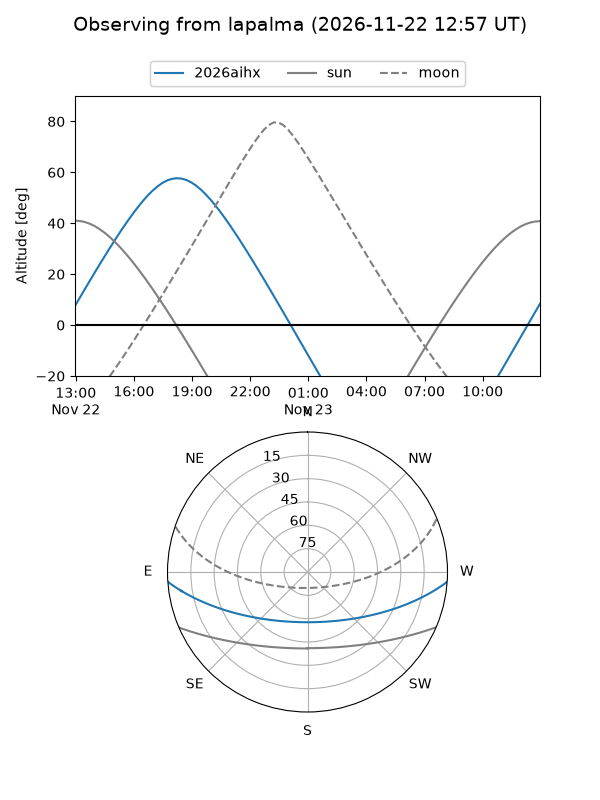 Observing from lapalma (2026-11-22 12:57 UT)
2026aihx sun moon
80
60
40
20
0
−20
Altitude [deg]
13:00 16:00 19:00 22:00 01:00 04:00 07:00 10:00
Nov 22 Nov 23
N
NE NW
15
30
45
60
75
E W
SE SW
S